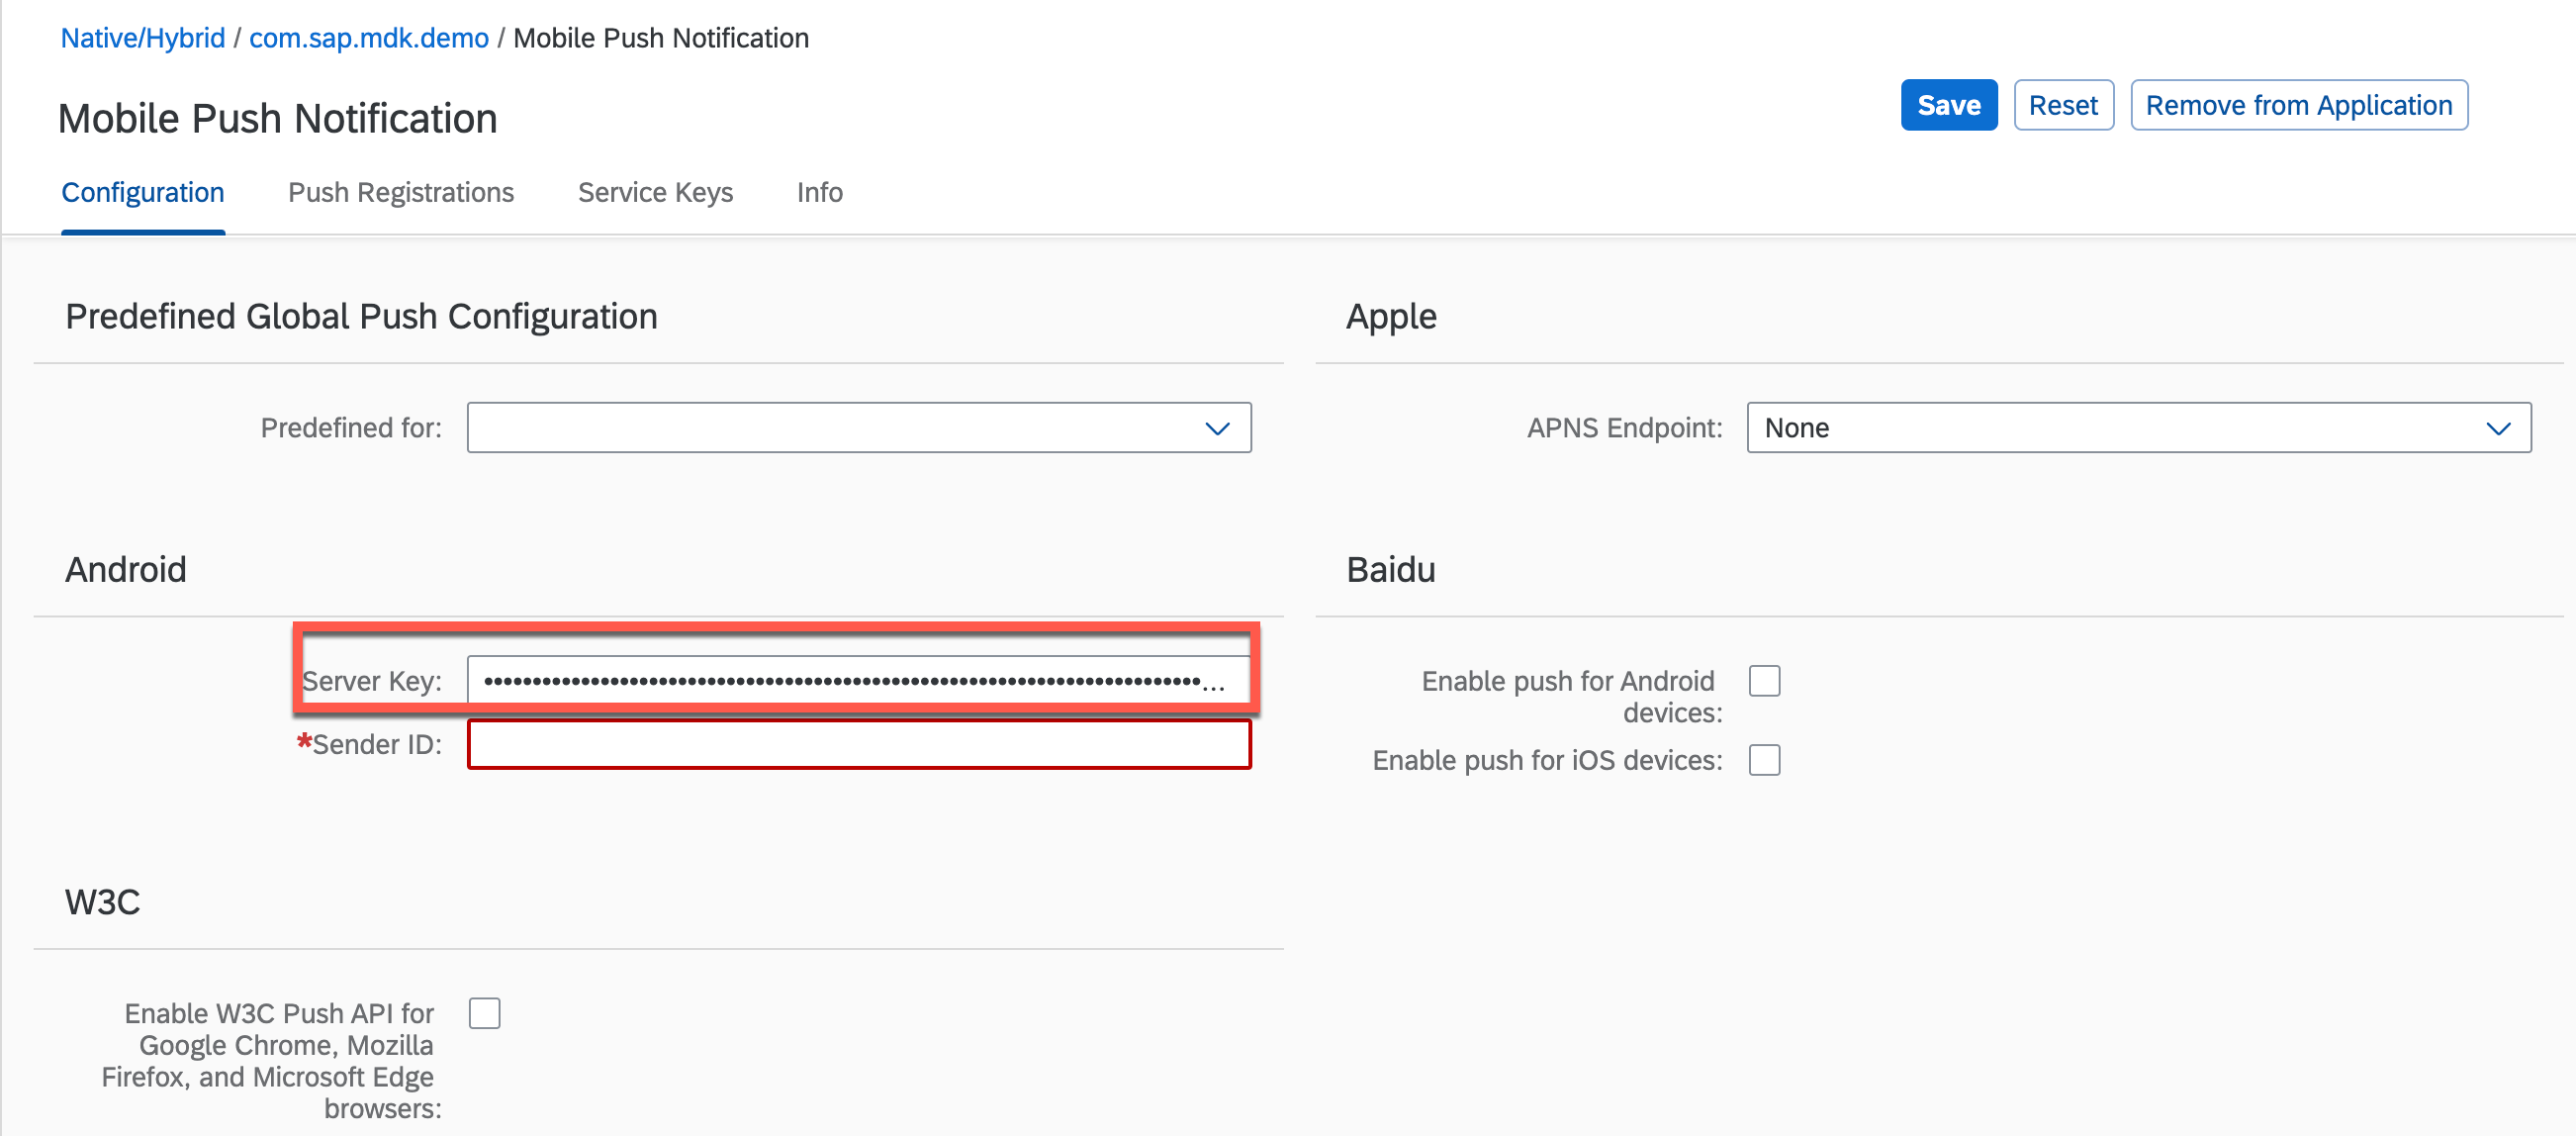 Native/Hybrid / com.sap.mdk.demo / Mobile Push Notification
Mobile Push Notification
Save Reset Remove from Application
Configuration Push Registrations Service Keys Info
Predefined Global Push Configuration
Predefined for:
Apple
APNS Endpoint: None
Android
Server Key: ••••••••••••••••••••••••••••••••••••••••••••••••••••••••••••••••••••••••••...
*Sender ID:
Baidu
Enable push for Android
devices:
Enable push for iOS devices:
W3C
Enable W3C Push API for
Google Chrome, Mozilla
Firefox, and Microsoft Edge
browsers: